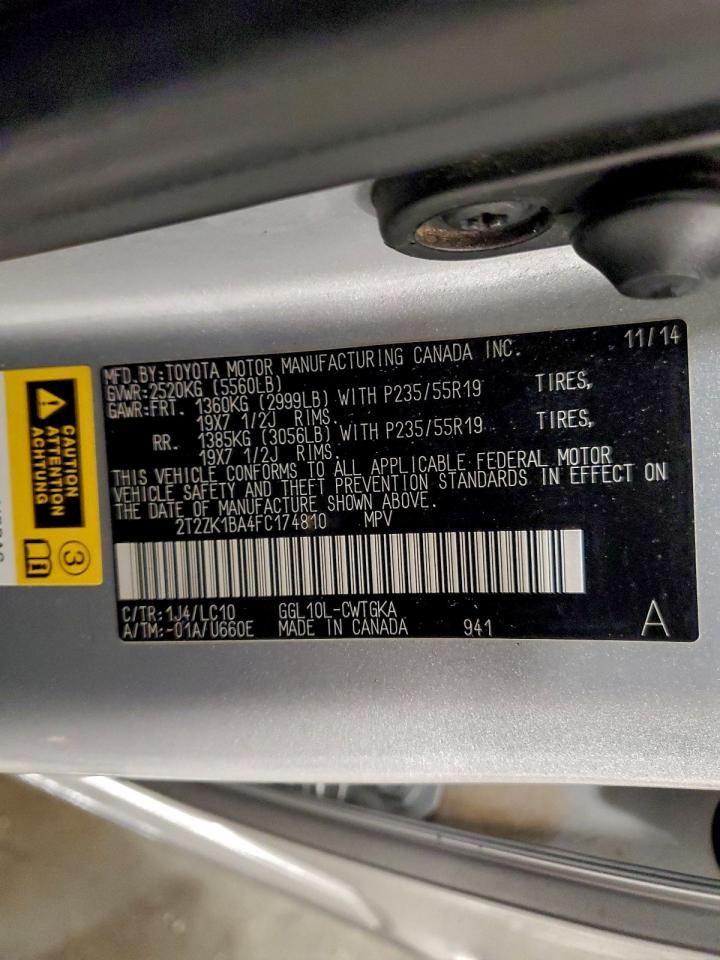 MFD.BY:TOYOTA MOTOR MANUFACTURING CANADA INC. 11/14
GVWR:2520KG (5560LB)
GAWR:FRT. 1360KG (2999LB) WITH P235/55R19 TIRES,
19X7 1/2J RIMS.
RR. 1385KG (3056LB) WITH P235/55R19 TIRES,
19X7 1/2J RIMS.
THIS VEHICLE CONFORMS TO ALL APPLICABLE FEDERAL MOTOR
VEHICLE SAFETY AND THEFT PREVENTION STANDARDS IN EFFECT ON
THE DATE OF MANUFACTURE SHOWN ABOVE.
2T2ZK1BA4FC174810 MPV
C/TR:1J4/LC10 GGL10L-CWTGKA
A/TM:-01A/U660E MADE IN CANADA 941 A
CAUTION
ATTENTION
ACHTUNG
3